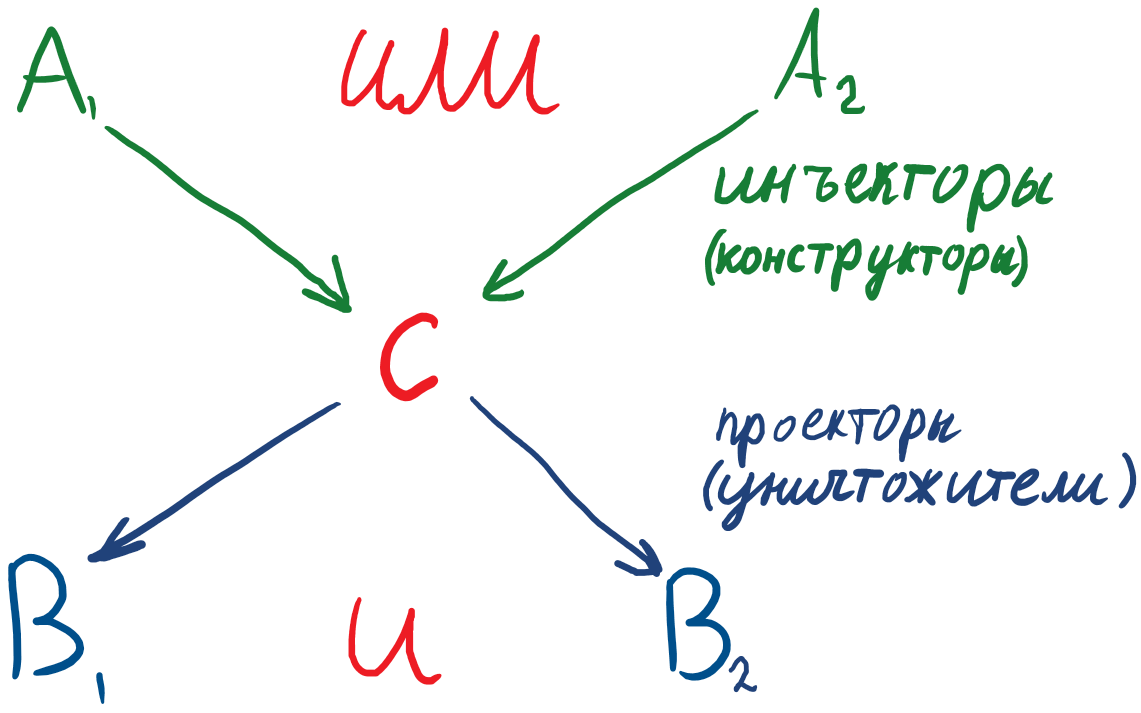 A₁ или A₂
инъекторы
(конструкторы)
C
проекторы
(уничтожители)
B₁ и B₂